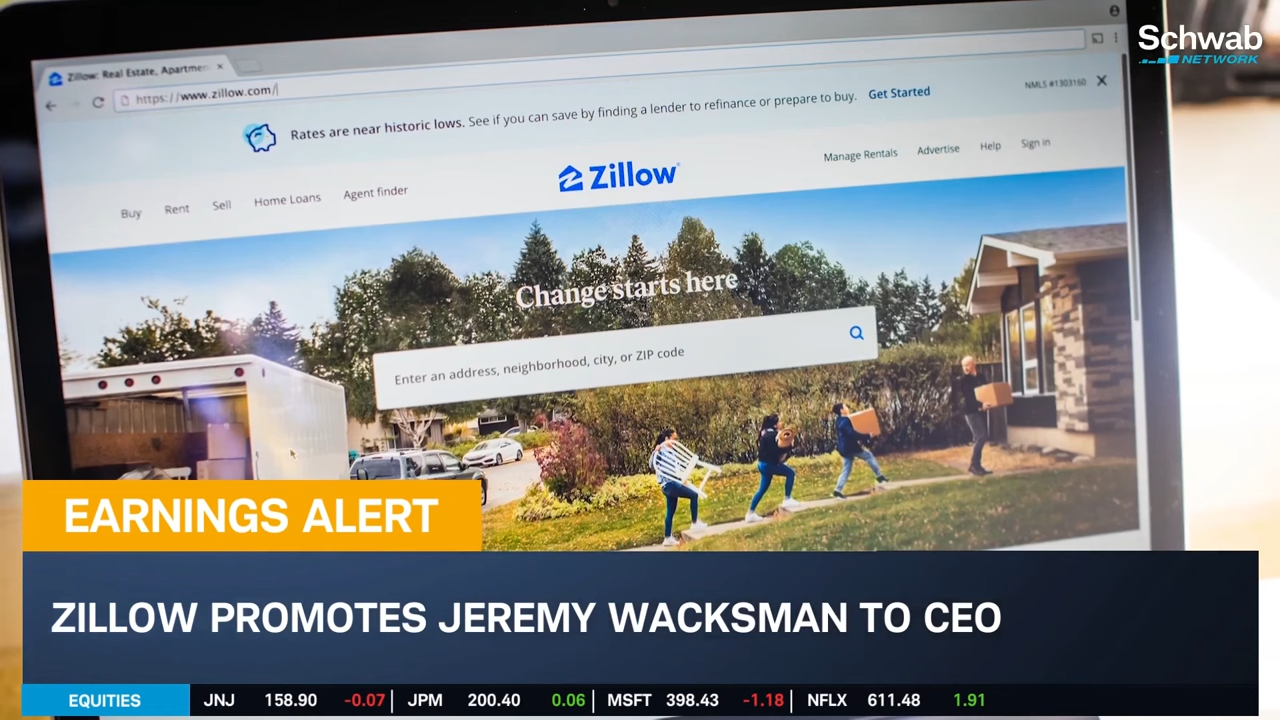 Schwab
NETWORK
Zillow: Real Estate, Apartmen
https://www.zillow.com/
Rates are near historic lows. See if you can save by finding a lender to refinance or prepare to buy. Get Started
NMLS #1303160
Buy Rent Sell Home Loans Agent finder
Zillow
Manage Rentals Advertise Help Sign in
Change starts here
Enter an address, neighborhood, city, or ZIP code
EARNINGS ALERT
ZILLOW PROMOTES JEREMY WACKSMAN TO CEO
EQUITIES JNJ 158.90 -0.07 JPM 200.40 0.06 MSFT 398.43 -1.18 NFLX 611.48 1.91